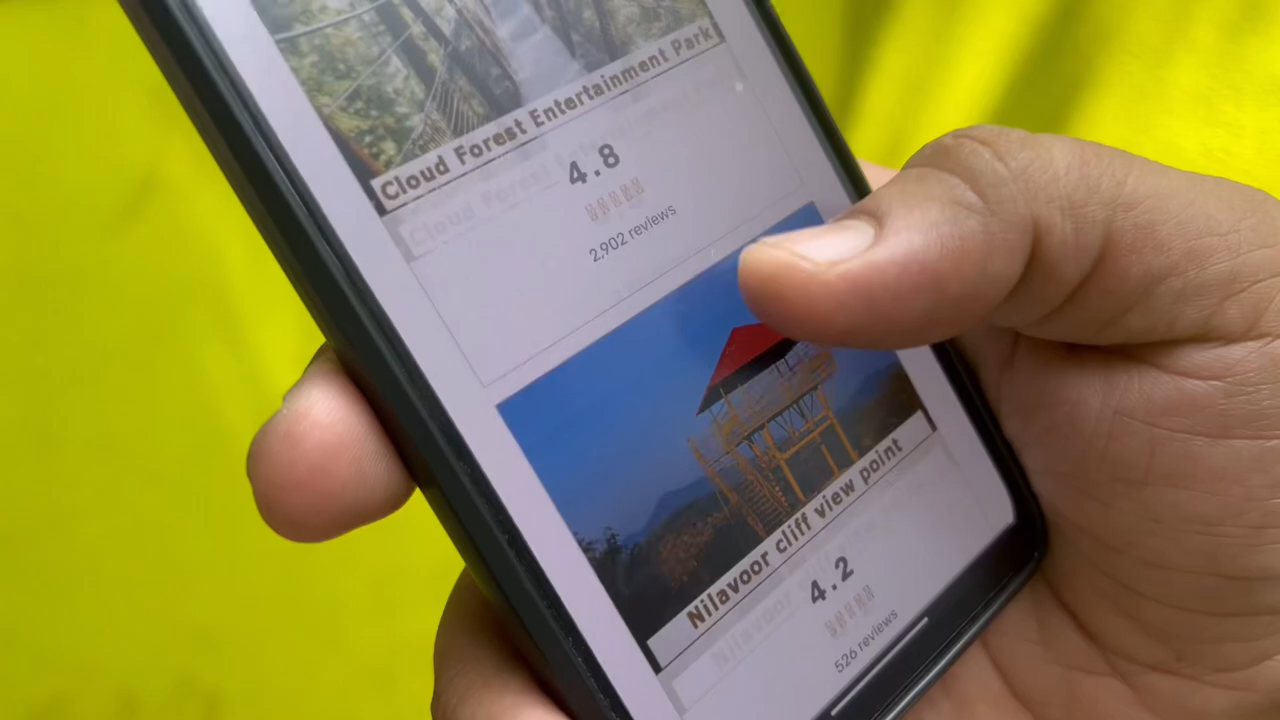 Cloud Forest Entertainment Park
4.8
2,902 reviews
Nilavoor cliff view point
4.2
526 reviews